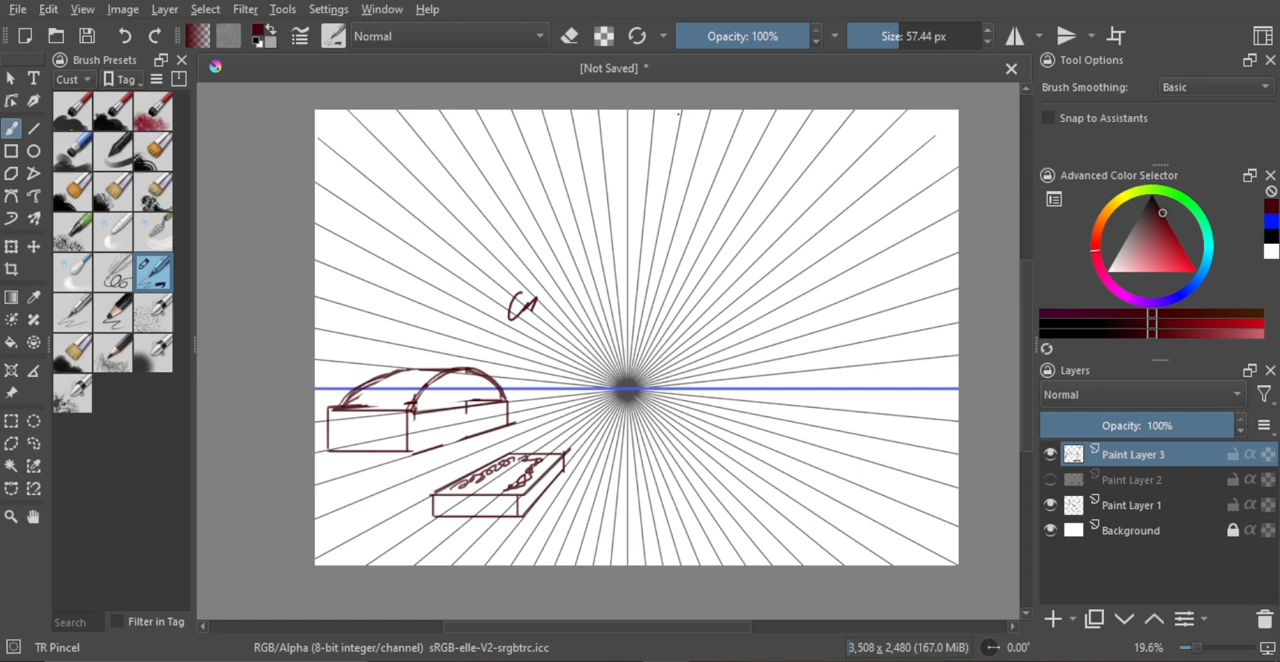 File Edit View Image Layer Select Filter Tools Settings Window Help
Normal
Opacity: 100%
Size: 57.44 px
Brush Presets
Cust
Tag
[Not Saved] *
Search
Filter in Tag
Tool Options
Brush Smoothing:
Basic
Snap to Assistants
Advanced Color Selector
Layers
Normal
Opacity: 100%
Paint Layer 3
Paint Layer 2
Paint Layer 1
Background
TR Pincel
RGB/Alpha (8-bit integer/channel) sRGB-elle-V2-srgbtrc.icc
3,508 x 2,480 (167.0 MiB)
0.00°
19.6%